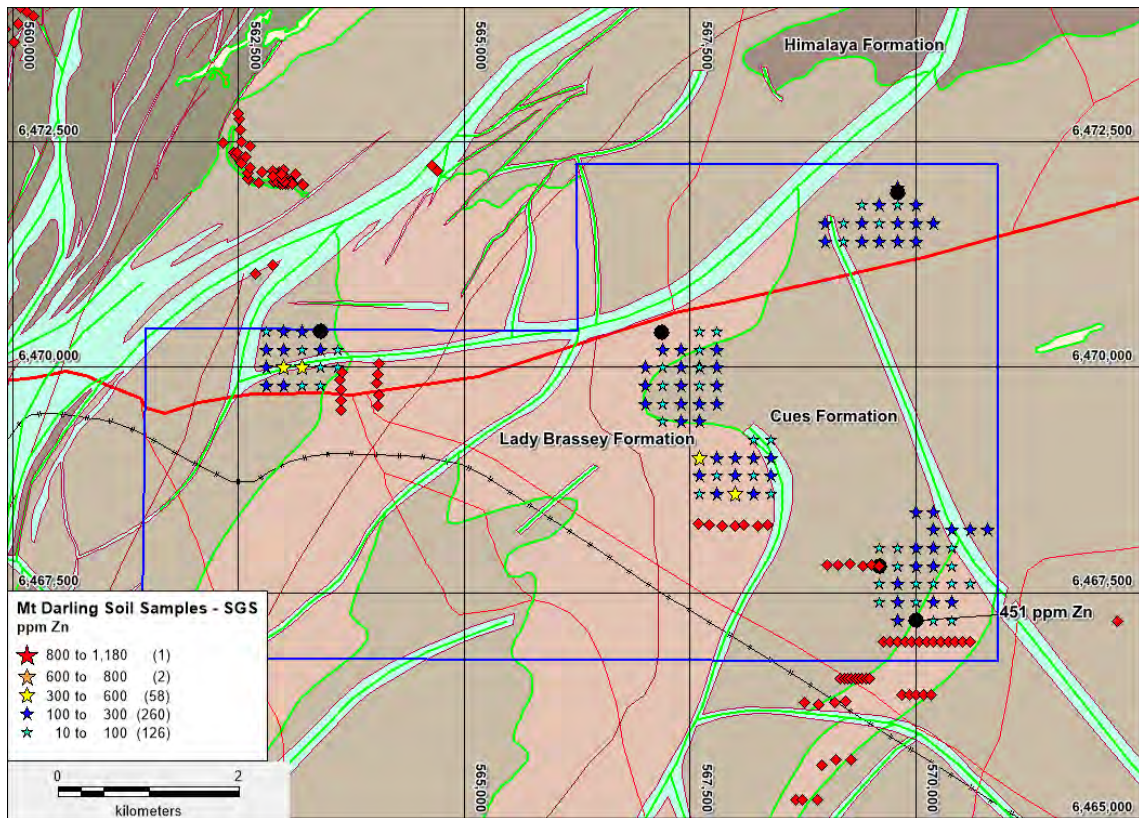 560,000
562,500
565,000
567,500
Himalaya Formation
6,472,500
6,472,500
6,470,000
6,470,000
Cues Formation
Lady Brassey Formation
6,467,500
6,467,500
451 ppm Zn
Mt Darling Soil Samples - SGS
ppm Zn
800 to 1,180 (1)
600 to 800 (2)
300 to 600 (58)
100 to 300 (260)
10 to 100 (126)
0 2
kilometers
565,000
567,500
570,000
6,465,000